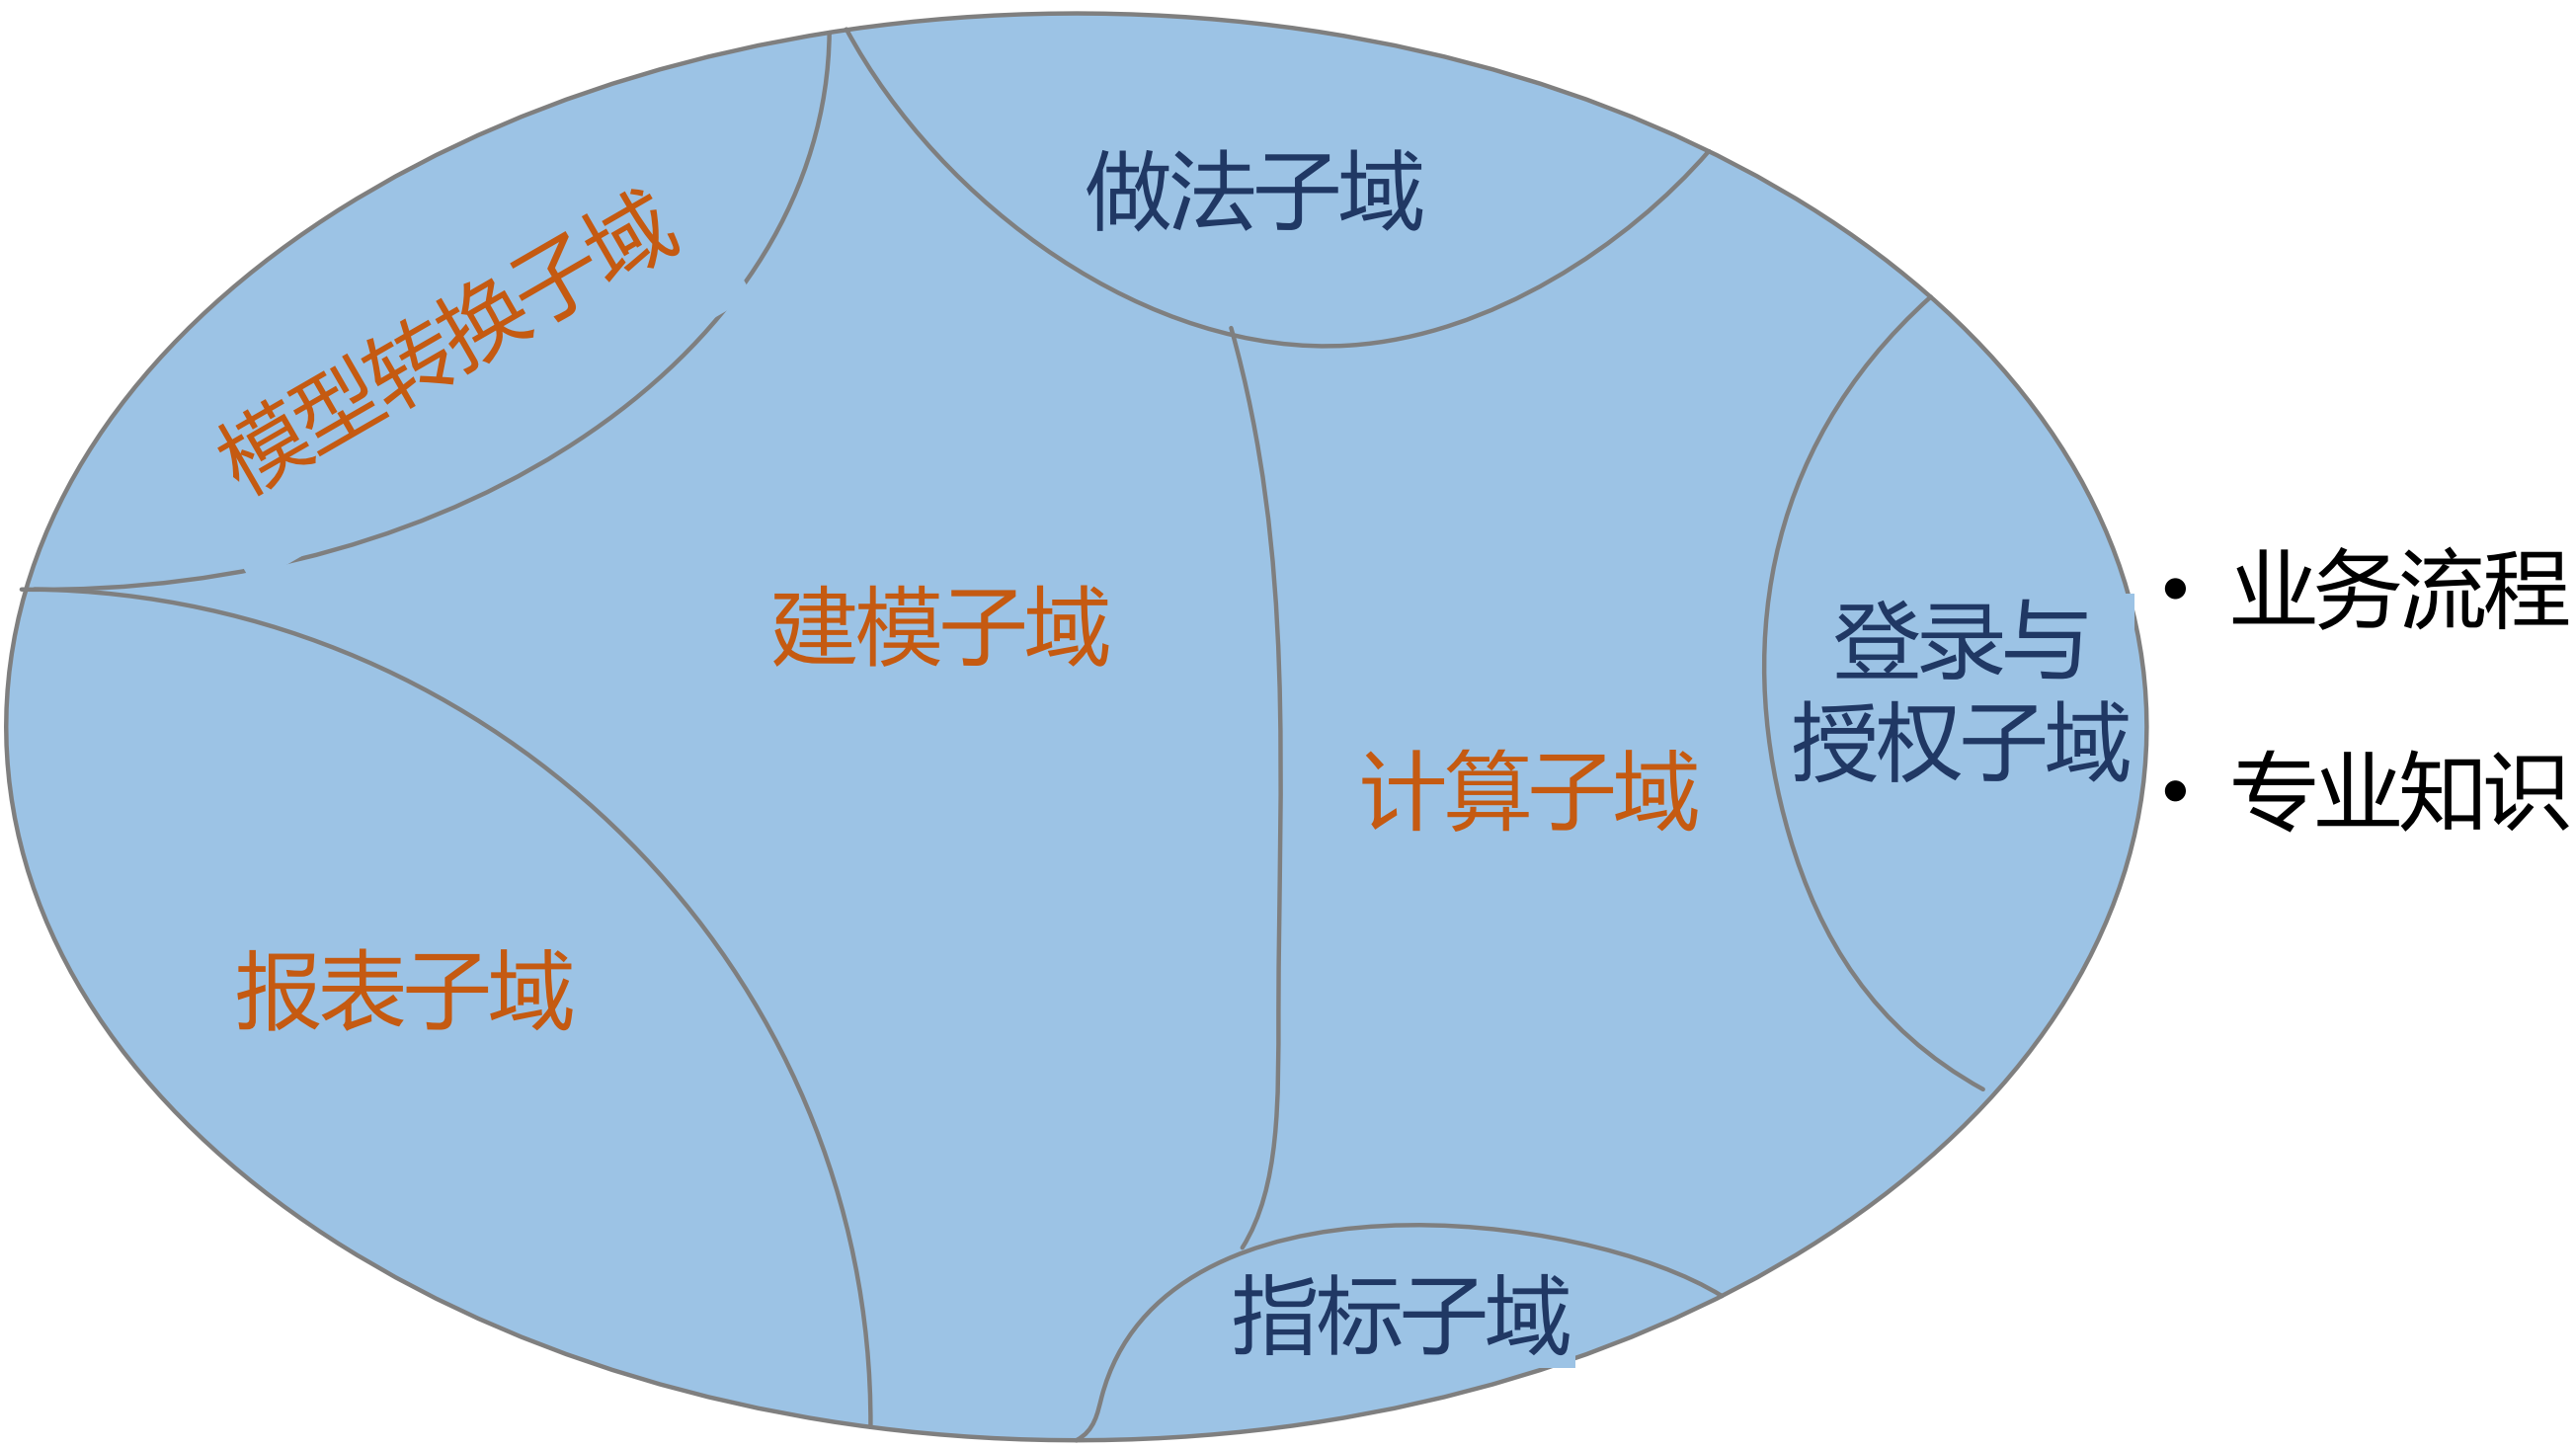 做法子域
模型转换子域
建模子域
登录与
授权子域
计算子域
报表子域
指标子域
• 业务流程
• 专业知识